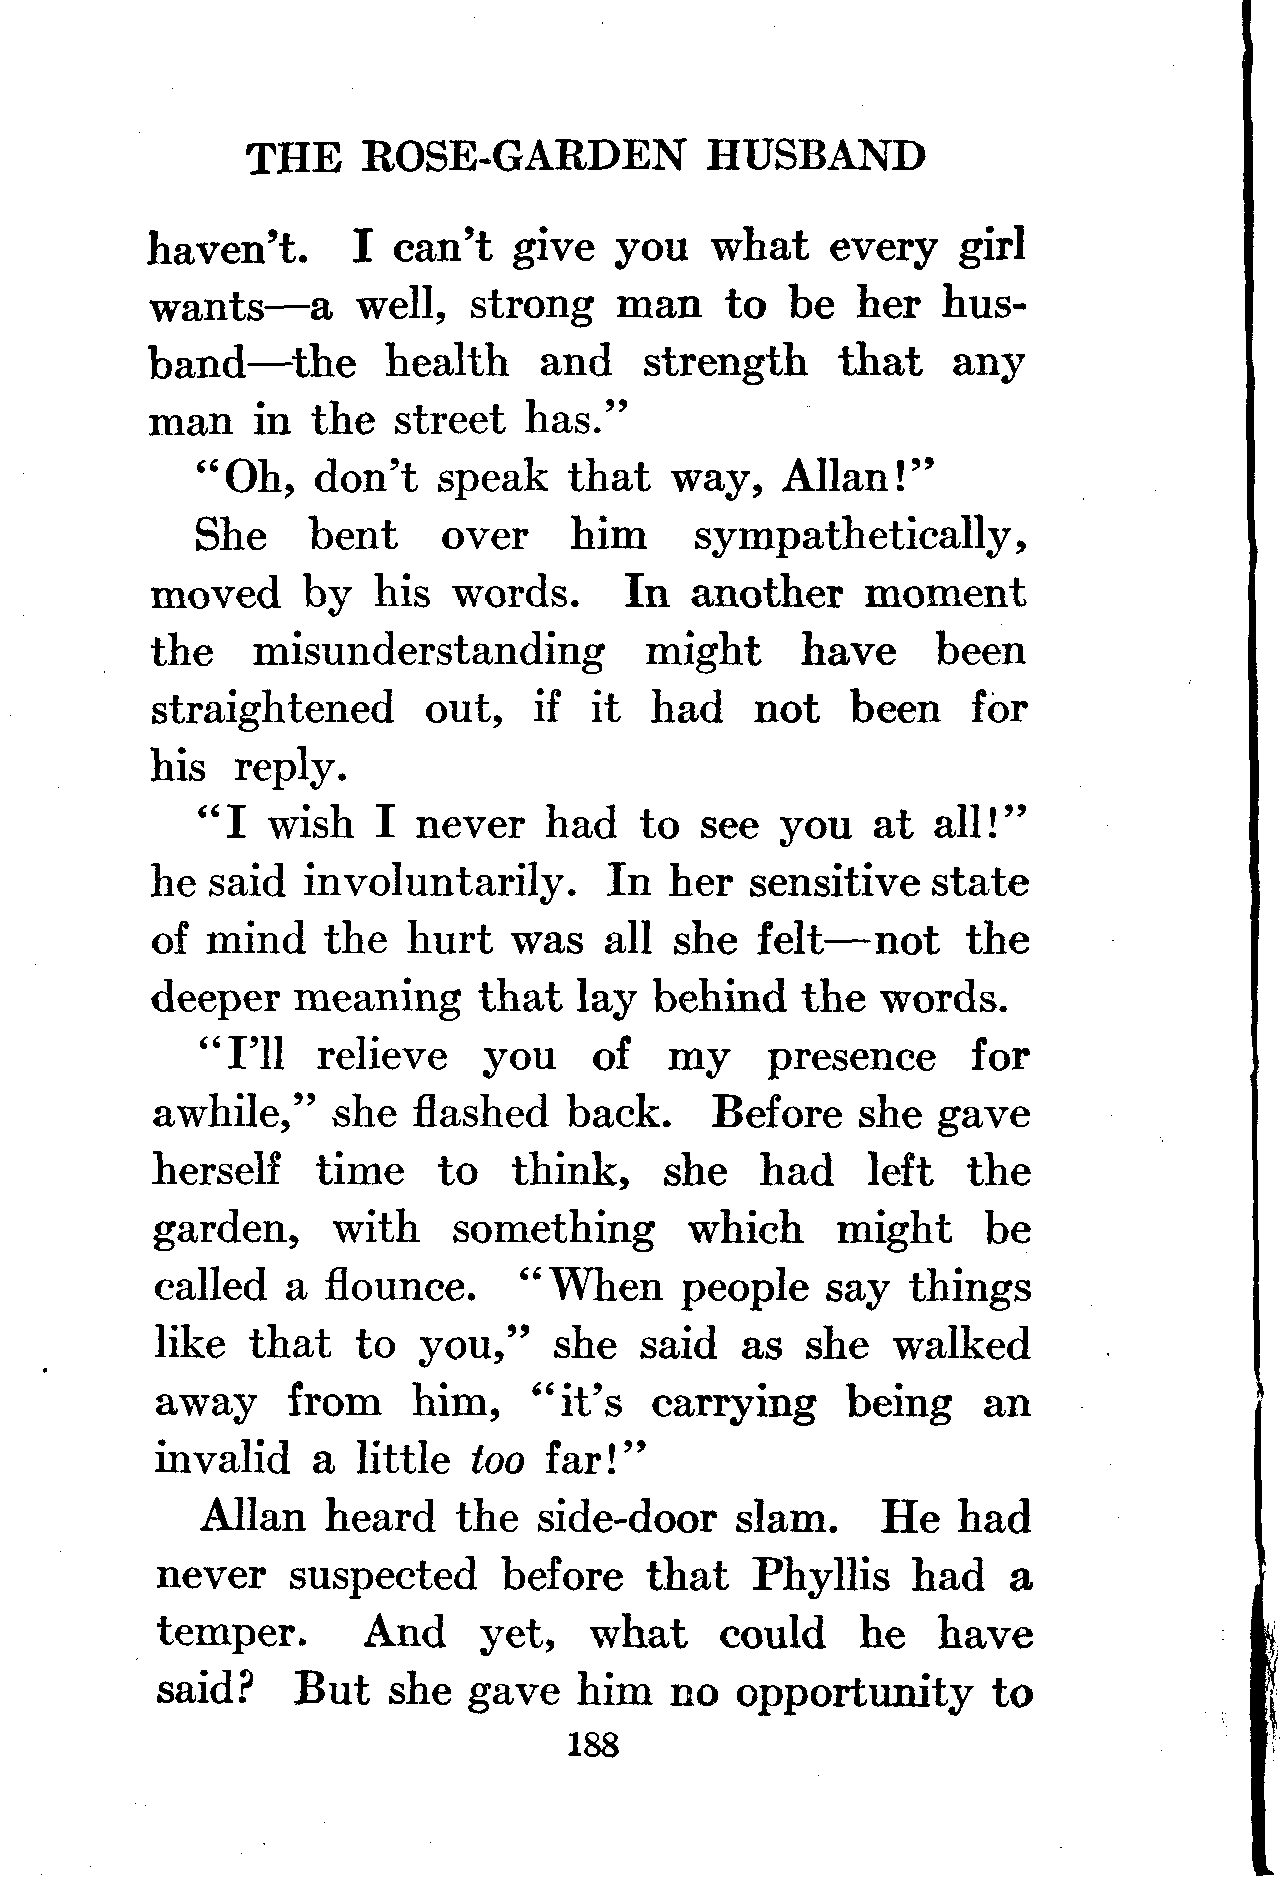 THE ROSE-GARDEN HUSBAND
haven't. I can't give you what every girl
wants—a well, strong man to be her hus-
band—the health and strength that any
man in the street has."
"Oh, don't speak that way, Allan!"
She bent over him sympathetically,
moved by his words. In another moment
the misunderstanding might have been
straightened out, if it had not been for
his reply.
"I wish I never had to see you at all!"
he said involuntarily. In her sensitive state
of mind the hurt was all she felt—not the
deeper meaning that lay behind the words.
"I'll relieve you of my presence for
awhile," she flashed back. Before she gave
herself time to think, she had left the
garden, with something which might be
called a flounce. "When people say things
like that to you," she said as she walked
away from him, "it's carrying being an
invalid a little too far!"
Allan heard the side-door slam. He had
never suspected before that Phyllis had a
temper. And yet, what could he have
said? But she gave him no opportunity to
188